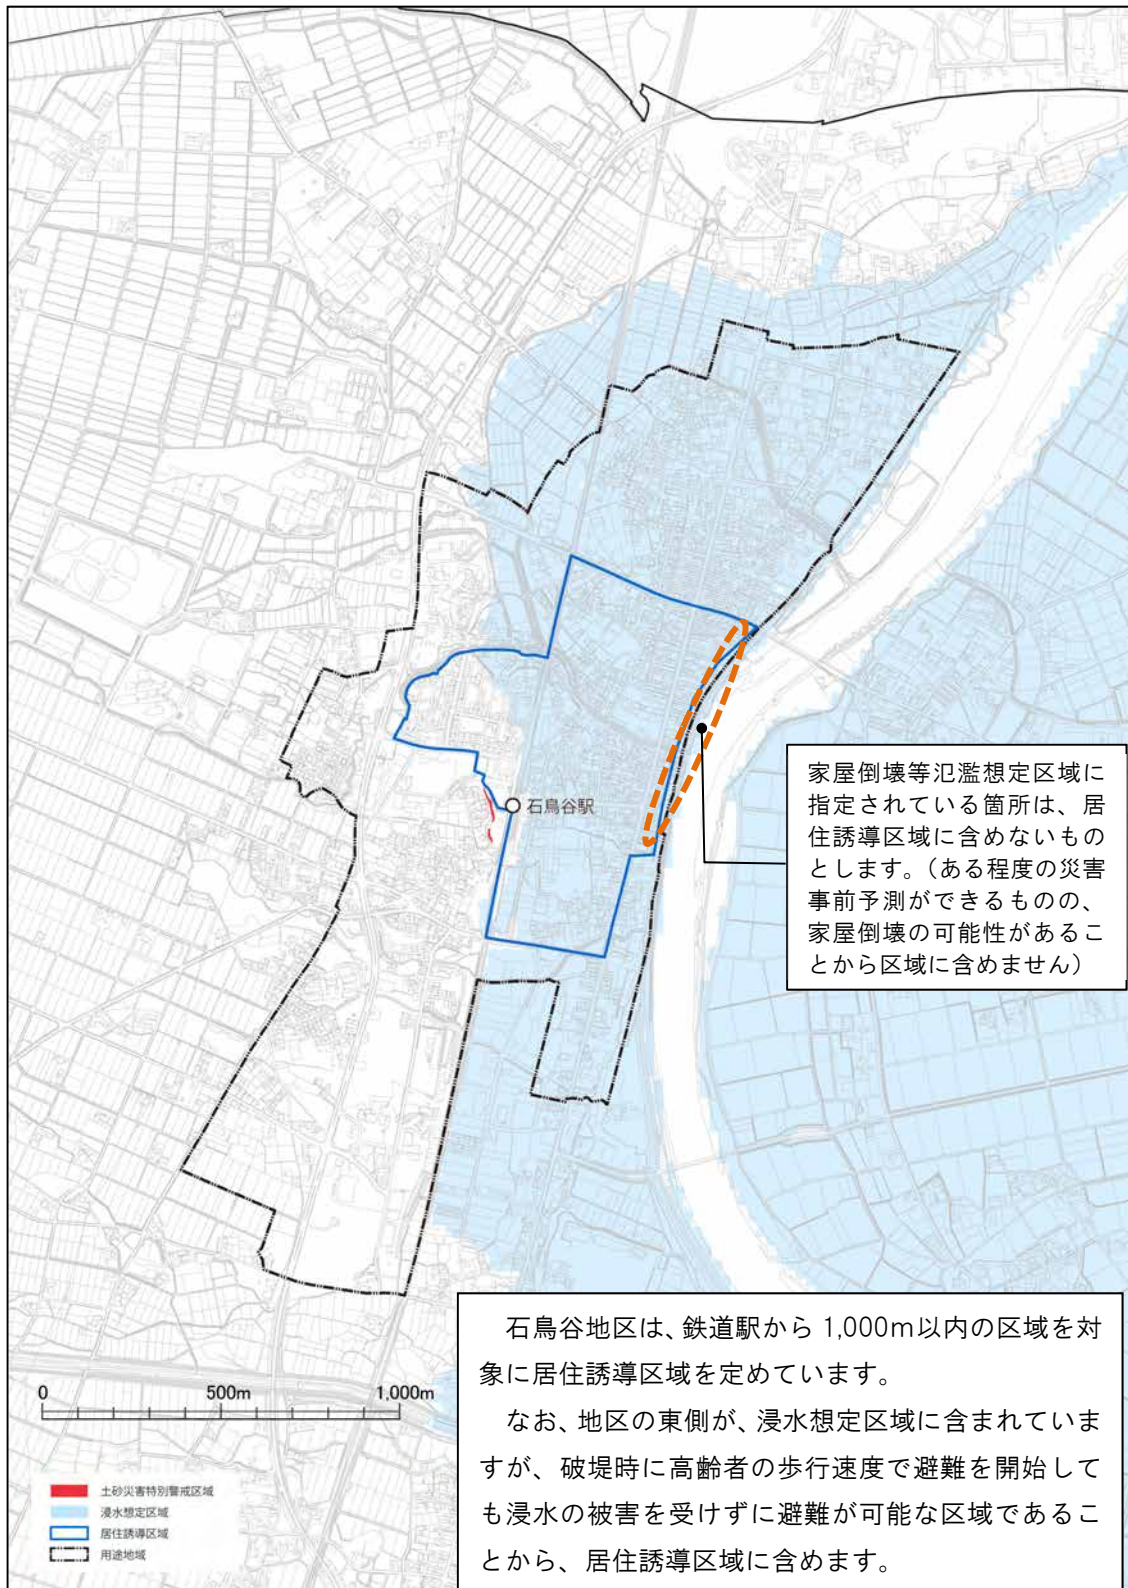 石鳥谷駅
家屋倒壊等氾濫想定区域に
指定されている箇所は、居
住誘導区域に含めないもの
とします。（ある程度の災害
事前予測ができるものの、
家屋倒壊の可能性があるこ
とから区域に含めません）
石鳥谷地区は、鉄道駅から 1,000m以内の区域を対
象に居住誘導区域を定めています。
なお、地区の東側が、浸水想定区域に含まれていま
すが、破堤時に高齢者の歩行速度で避難を開始して
も浸水の被害を受けずに避難が可能な区域であるこ
とから、居住誘導区域に含めます。
0 500m 1,000m
土砂災害特別警戒区域
浸水想定区域
居住誘導区域
用途地域